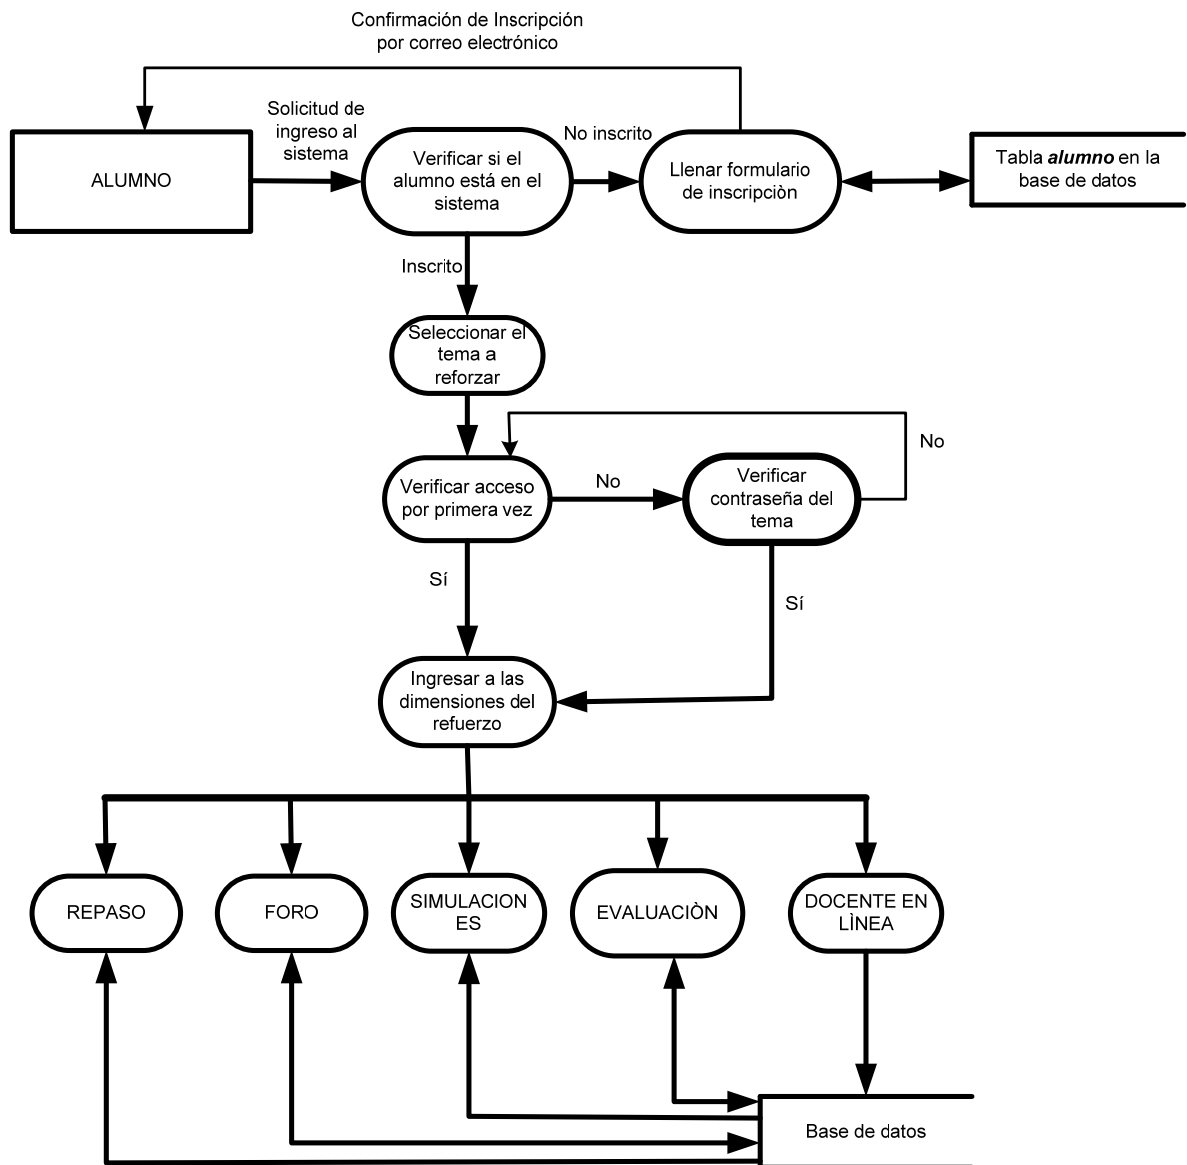 Confirmación de Inscripción
por correo electrónico
Solicitud de
ingreso al
sistema
No inscrito
ALUMNO
Verificar si el
alumno está en el
sistema
Llenar formulario
de inscripciòn
Tabla alumno en la
base de datos
Inscrito
Seleccionar el
tema a
reforzar
No
Verificar acceso
por primera vez
No
Verificar
contraseña del
tema
Sí
Sí
Ingresar a las
dimensiones del
refuerzo
REPASO
FORO
SIMULACION
ES
EVALUACIÒN
DOCENTE EN
LÌNEA
Base de datos